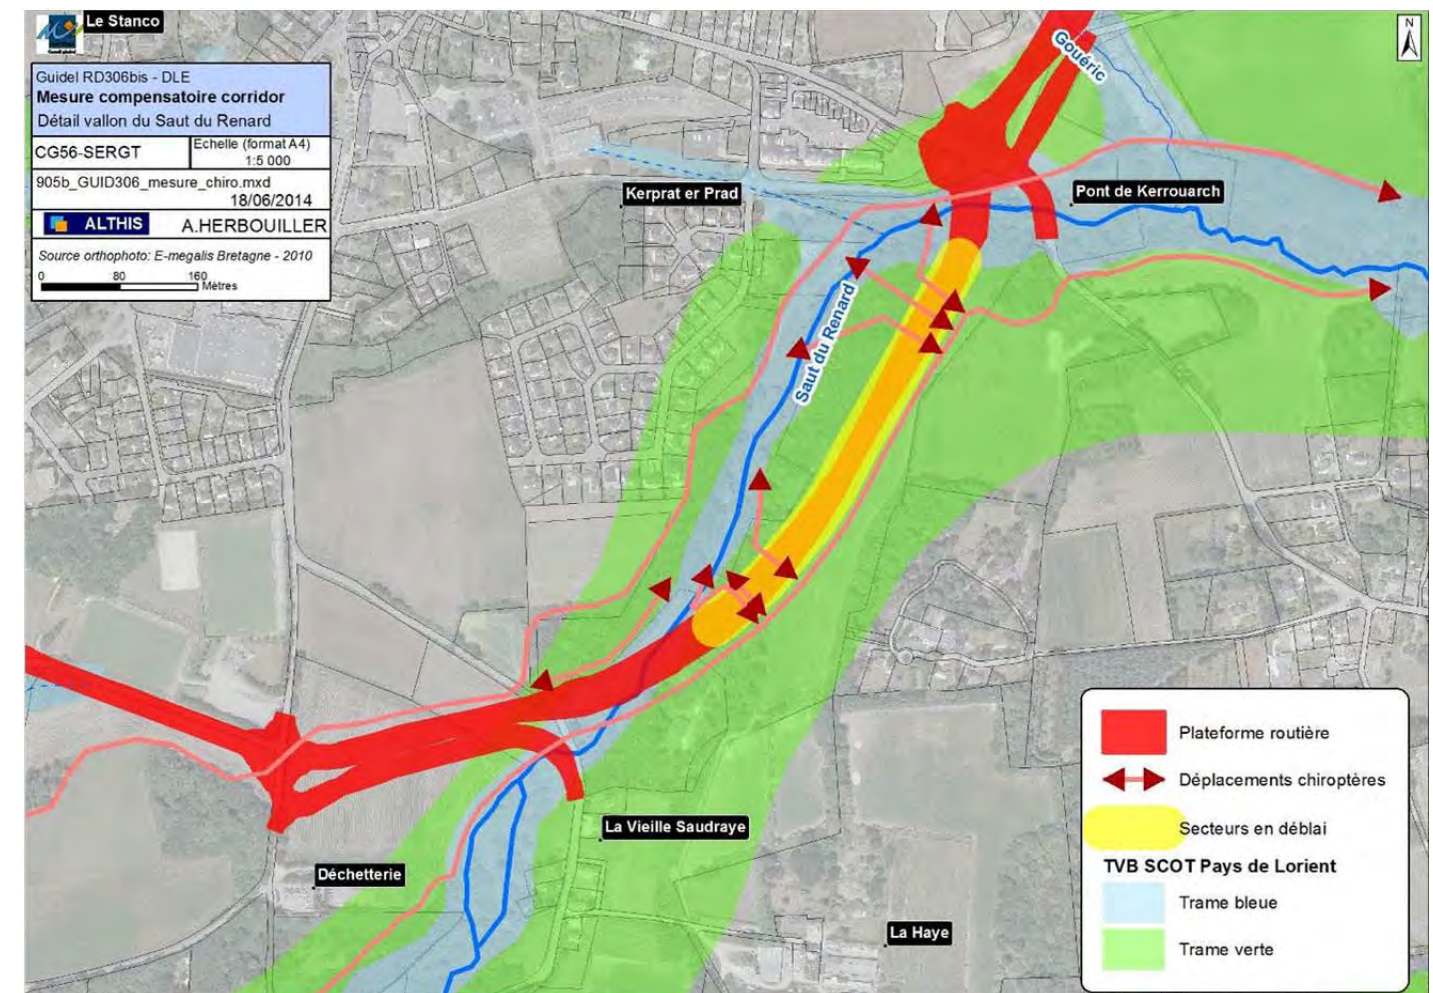 Le Stanco
Guidel RD306bis - DLE
Mesure compensatoire corridor
Détail vallon du Saut du Renard
CG56-SERGT
Echelle (format A4)
1:5 000
905b_GUID306_mesure_chiro.mxd
18/06/2014
ALTHIS
A.HERBOUILLER
Source orthophoto: E-megalis Bretagne - 2010
0 80 160
Mètres
N
Gouéric
Kerprat er Prad
Pont de Kerrouarch
Saut du Renard
La Vieille Saudraye
Déchetterie
La Haye
Plateforme routière
Déplacements chiroptères
Secteurs en déblai
TVB SCOT Pays de Lorient
Trame bleue
Trame verte